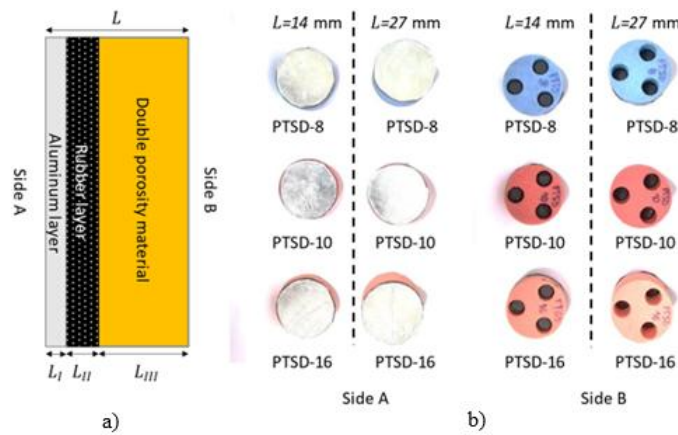 L
Side A
Aluminum layer
Rubber layer
Double porosity material
Side B
L_I L_II L_III
a)
L=14 mm L=27 mm L=14 mm L=27 mm
PTSD-8 PTSD-8 PTSD-8 PTSD-8
PTSD-10 PTSD-10 PTSD-10 PTSD-10
PTSD-16 PTSD-16 PTSD-16 PTSD-16
Side A Side B
b)